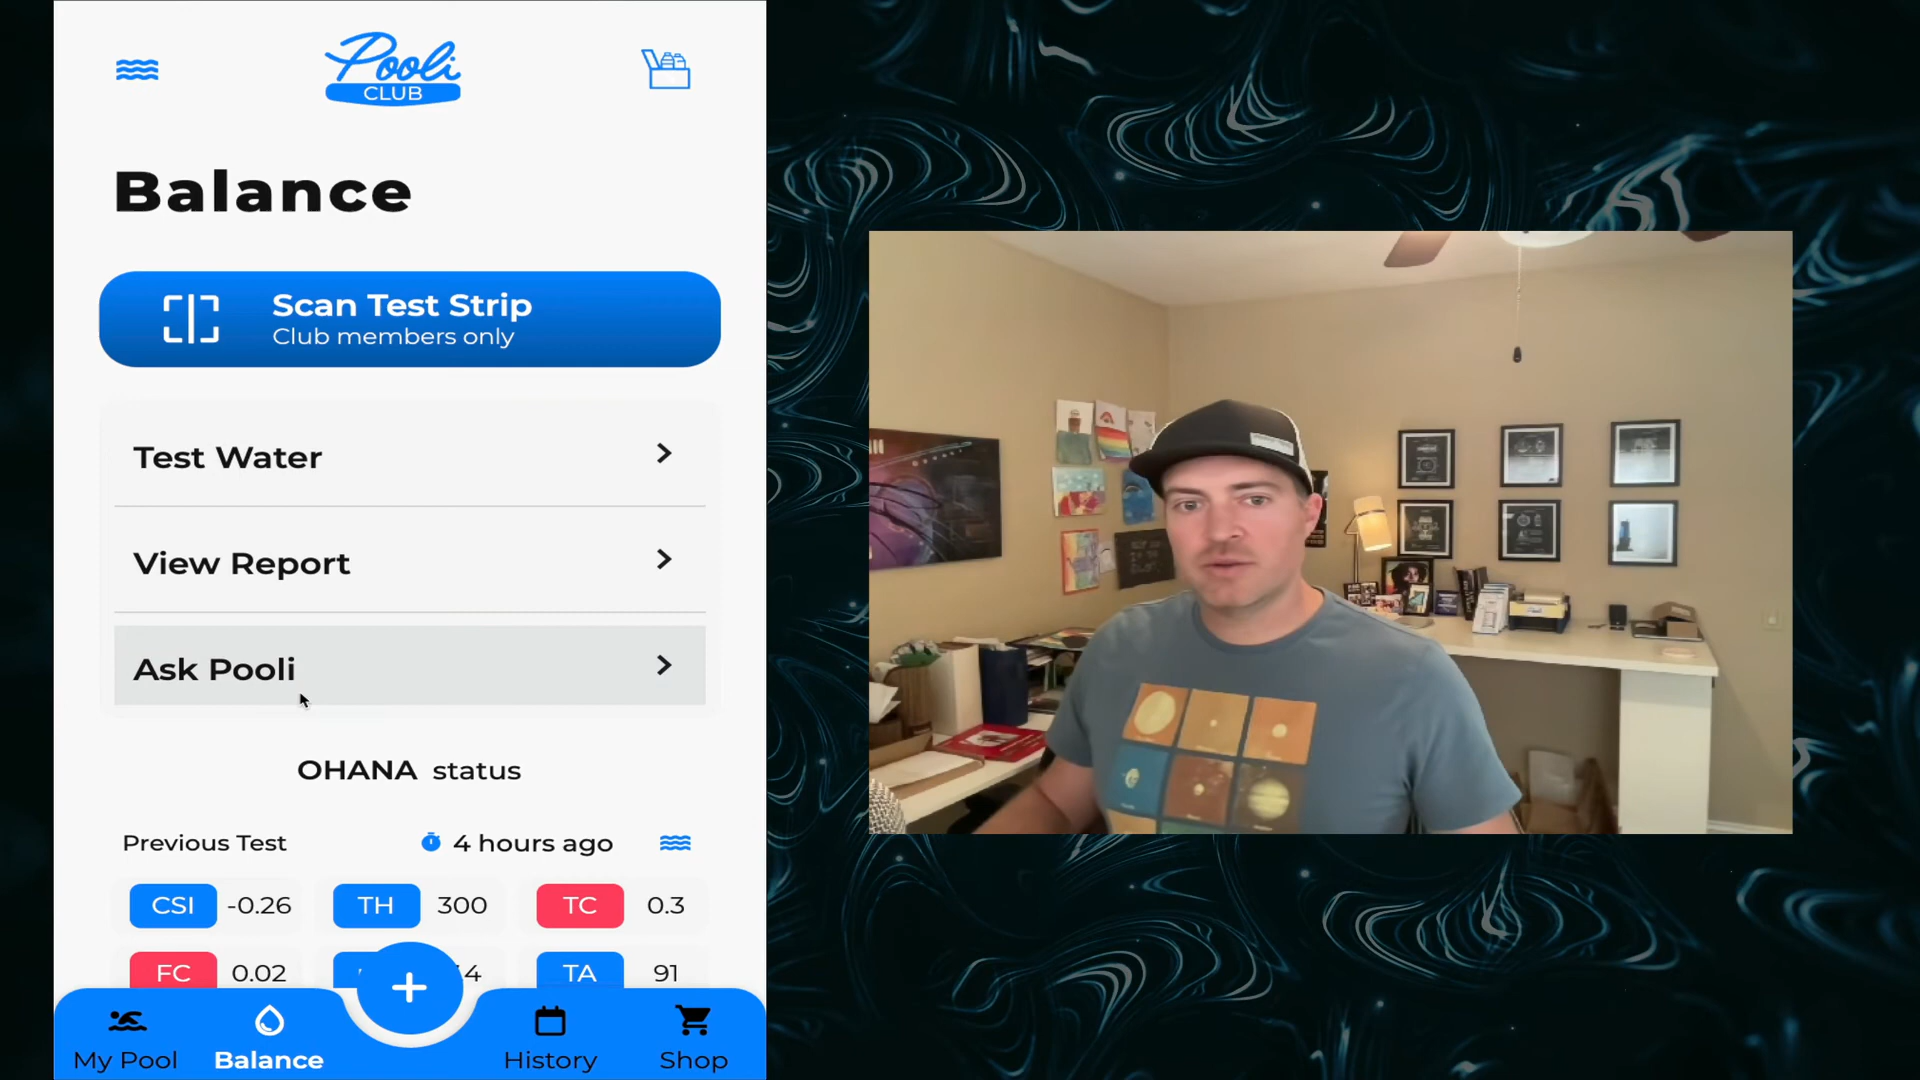 Pooli
CLUB
Balance
Scan Test Strip
Club members only
Test Water
View Report
Ask Pooli
OHANA status
Previous Test 4 hours ago
CSI -0.26 TH 300 TC 0.3
FC 0.02 4 TA 91
+
My Pool Balance History Shop